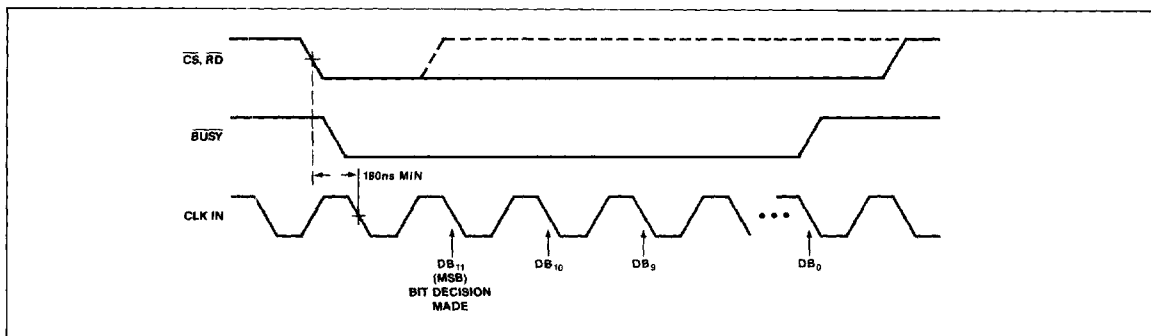 CS, RD
BUSY
180ns MIN
CLK IN
DB11
(MSB)
BIT DECISION
MADE
DB10
DB9
DB0